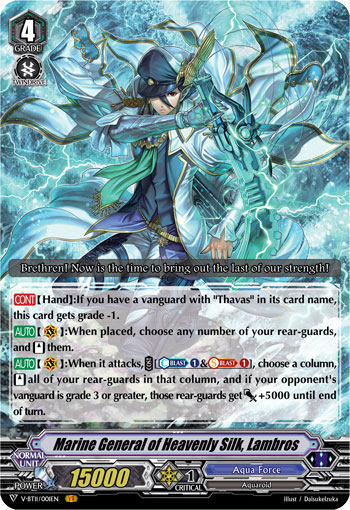 4
GRADE
TWINDRIVE
Brethren! Now is the time to bring out the last of our strength!
CONT【Hand】:If you have a vanguard with "Thavas" in its card name,
this card gets grade -1.
AUTO【 】:When placed, choose any number of your rear-guards,
and them.
AUTO【 】:When it attacks, [C BLAST 1 & S BLAST 1], choose a column,
all of your rear-guards in that column, and if your opponent's
vanguard is grade 3 or greater, those rear-guards get +5000 until
end of turn.
Marine General of Heavenly Silk, Lambros
NORMAL
UNIT
POWER
15000
1
CRITICAL
Aqua Force
Aquaroid
V-BT11/001EN
Illust / DaisukeIzuka